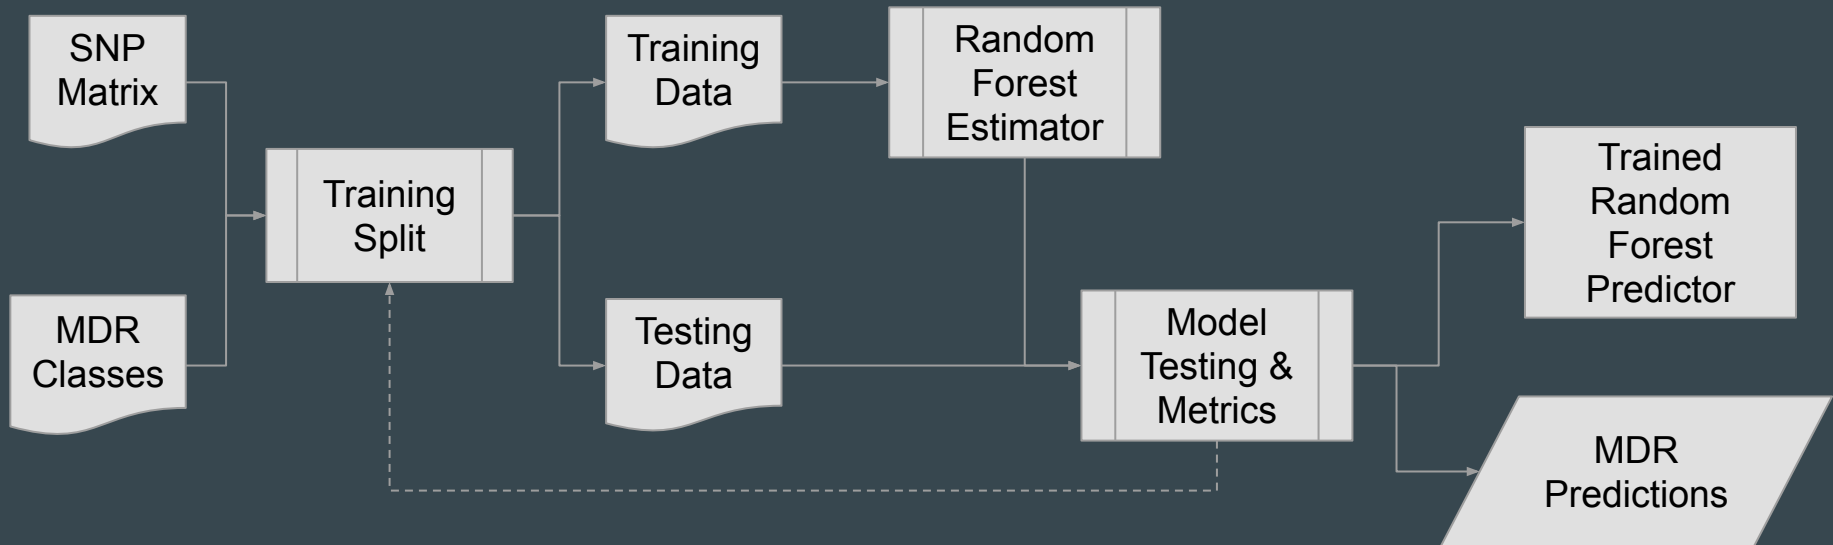 SNP
Matrix
MDR
Classes
Training
Split
Training
Data
Testing
Data
Random
Forest
Estimator
Model
Testing &
Metrics
Trained
Random
Forest
Predictor
MDR
Predictions